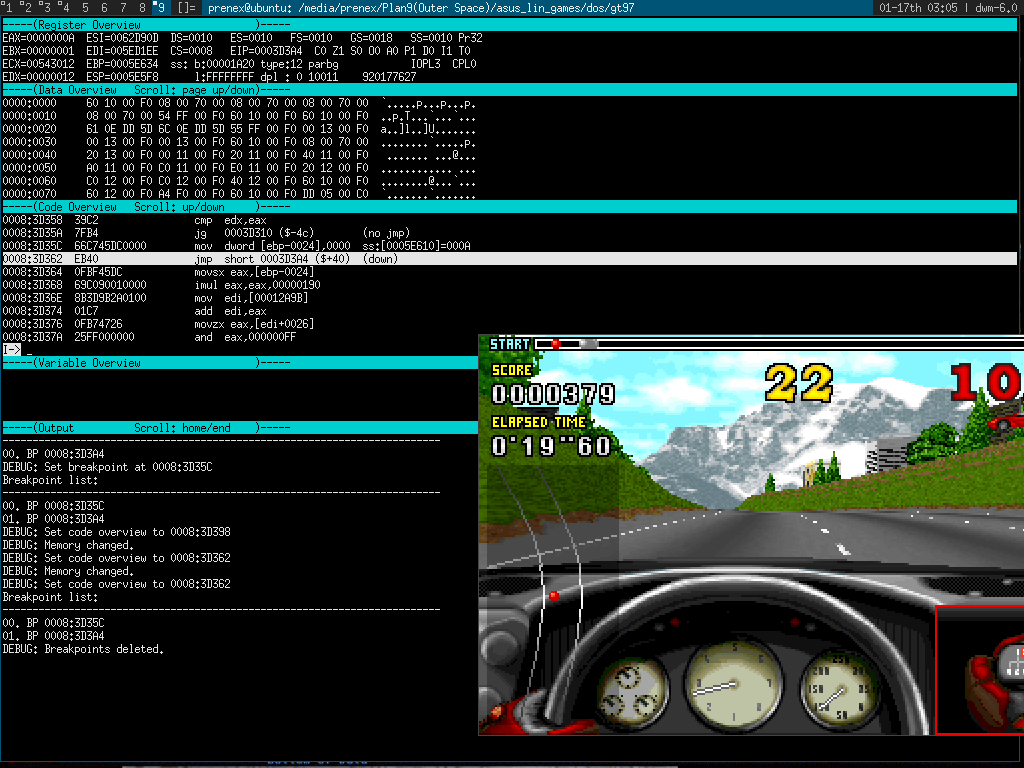 1 2 3 4 5 6 7 8 9 []= prenex@ubuntu: /media/prenex/Plan9(Outer Space)/asus_lin_games/dos/gt97 01-17th 03:05 | dwm-6.0
-----(Register Overview )-----
EAX=0000000A ESI=0062D90D DS=0010 ES=0010 FS=0010 GS=0018 SS=0010 Pr32
EBX=00000001 EDI=005ED1EE CS=0008 EIP=0003D3A4 C0 Z1 S0 O0 A0 P1 D0 I1 T0
ECX=00543012 EBP=0005E634 ss: b:00001A20 type:12 parbg IOPL3 CPL0
EDX=00000012 ESP=0005E5F8 l:FFFFFFFF dpl : 0 10011 920177627
-----(Data Overview Scroll: page up/down)-----
0000:0000 60 10 00 F0 08 00 70 00 08 00 70 00 08 00 70 00 `.....p...p...p.
0000:0010 08 00 70 00 54 FF 00 F0 60 10 00 F0 60 10 00 F0 ..p.T...`...`...
0000:0020 61 0E DD 5D 6C 0E DD 5D 55 FF 00 F0 00 13 00 F0 a..]l..]U.......
0000:0030 00 13 00 F0 00 13 00 F0 60 10 00 F0 08 00 70 00 ........`.....p.
0000:0040 20 13 00 F0 00 11 00 F0 20 11 00 F0 40 11 00 F0 ....... ...@...
0000:0050 A0 11 00 F0 C0 11 00 F0 E0 11 00 F0 20 12 00 F0 ............ ...
0000:0060 C0 12 00 F0 C0 12 00 F0 40 12 00 F0 60 10 00 F0 ........@...`...
0000:0070 60 12 00 F0 A4 F0 00 F0 60 10 00 F0 DD 05 00 C0 `.......`.......
-----(Code Overview Scroll: up/down )-----
0008:3D358 39C2 cmp edx,eax
0008:3D35A 7FB4 jg 0003D310 ($-4c) (no jmp)
0008:3D35C 66C745DC0000 mov dword [ebp-0024],0000 ss:[0005E610]=000A
0008:3D362 EB40 jmp short 0003D3A4 ($+40) (down)
0008:3D364 0FBF45DC movsx eax,[ebp-0024]
0008:3D368 69C090010000 imul eax,eax,00000190
0008:3D36E 8B3D9B2A0100 mov edi,[00012A9B]
0008:3D374 01C7 add edi,eax
0008:3D376 0FB74726 movzx eax,[edi+0026]
0008:3D37A 25FF000000 and eax,000000FF
I-> _
-----(Variable Overview )-----
-----(Output Scroll: home/end )-----
00. BP 0008:3D3A4
DEBUG: Set breakpoint at 0008:3D35C
Breakpoint list:
00. BP 0008:3D35C
01. BP 0008:3D3A4
DEBUG: Set code overview to 0008:3D398
DEBUG: Memory changed.
DEBUG: Set code overview to 0008:3D362
DEBUG: Memory changed.
DEBUG: Set code overview to 0008:3D362
Breakpoint list:
00. BP 0008:3D35C
01. BP 0008:3D3A4
DEBUG: Breakpoints deleted.
START
SCORE
0000379
22
10
ELAPSED TIME
0'19"60